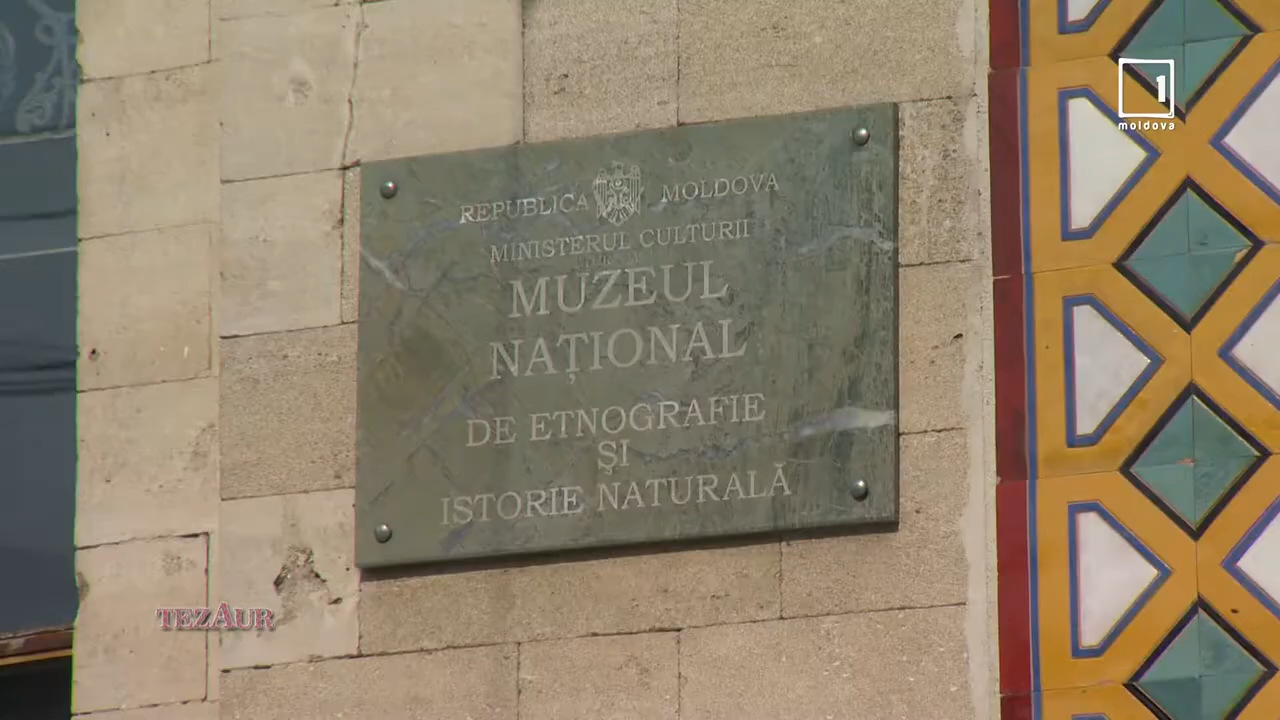 1
moldova
REPUBLICA MOLDOVA
MINISTERUL CULTURII
MUZEUL
NAȚIONAL
DE ETNOGRAFIE
ȘI
ISTORIE NATURALĂ
TEZAUR